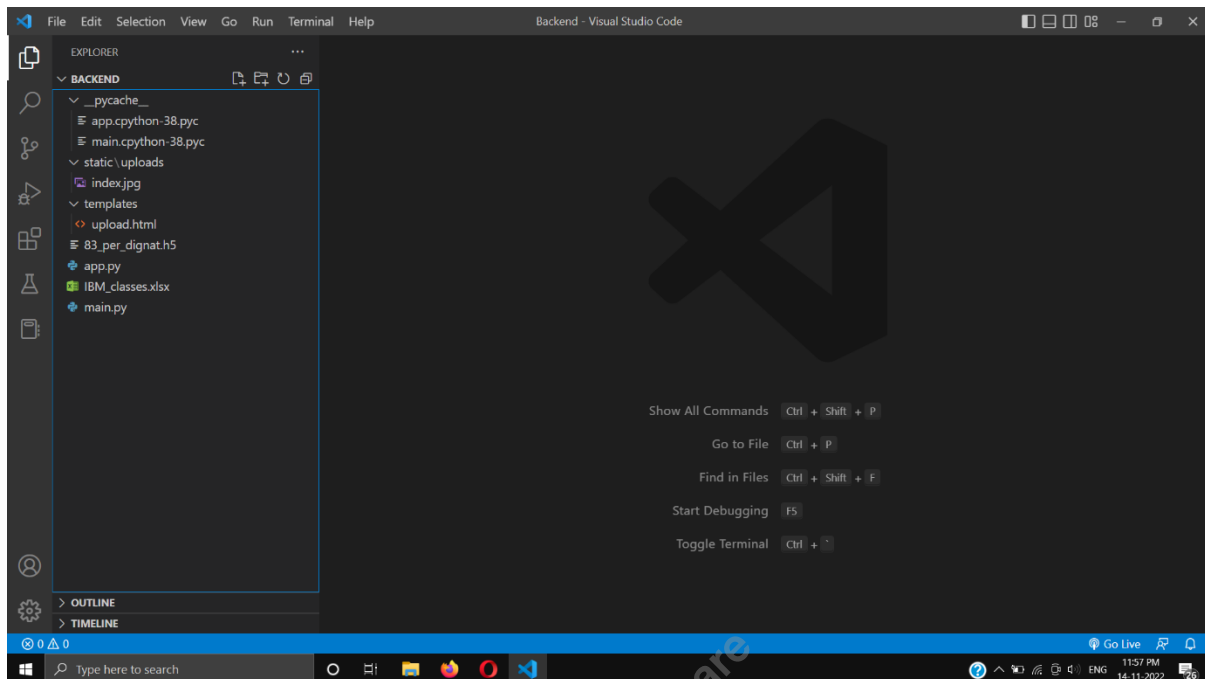 File Edit Selection View Go Run Terminal Help Backend - Visual Studio Code
EXPLORER
BACKEND
__pycache__
app.cpython-38.pyc
main.cpython-38.pyc
static\uploads
index.jpg
templates
upload.html
83_per_dignat.h5
app.py
IBM_classes.xlsx
main.py
Show All Commands Ctrl + Shift + P
Go to File Ctrl + P
Find in Files Ctrl + Shift + F
Start Debugging F5
Toggle Terminal Ctrl + `
OUTLINE
TIMELINE
0 0 Go Live
Type here to search ENG 11:57 PM
14-11-2022 26